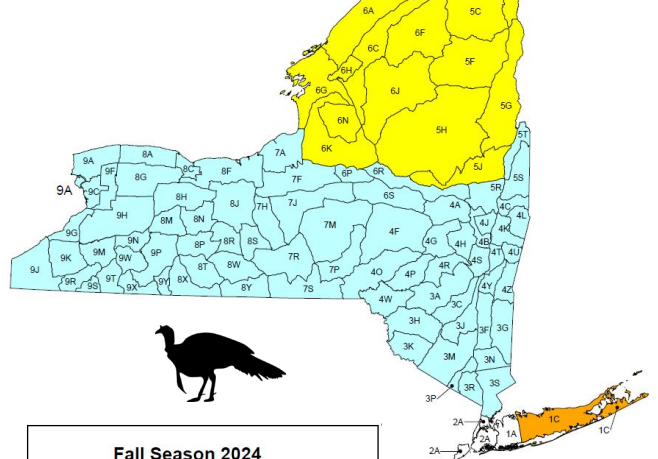 6A
5C
6C
6F
6H
5F
6G
6J
5G
6N
5H
6K
5T
7A
5J
9A
8A
9F
8C
8F
6P
6R
5S
9A
8G
7F
5R
9C
6S
8H
8J
7H
7J
4A
4C
4L
9H
8M
8N
7M
4J
4K
9G
4F
9N
8P
8R
8S
4G
4H
4B
9M
9P
4T
4U
9K
9W
7R
4S
9J
8T
8W
7P
4O
4P
4R
9R
9S
9T
9X
9Y
8X
8Y
7S
4Y
4Z
4W
3A
3C
3H
3J
3F
3G
3K
3M
3N
3P
3R
3S
2A
1C
1A
2A
1C
2A
Fall Season 2024